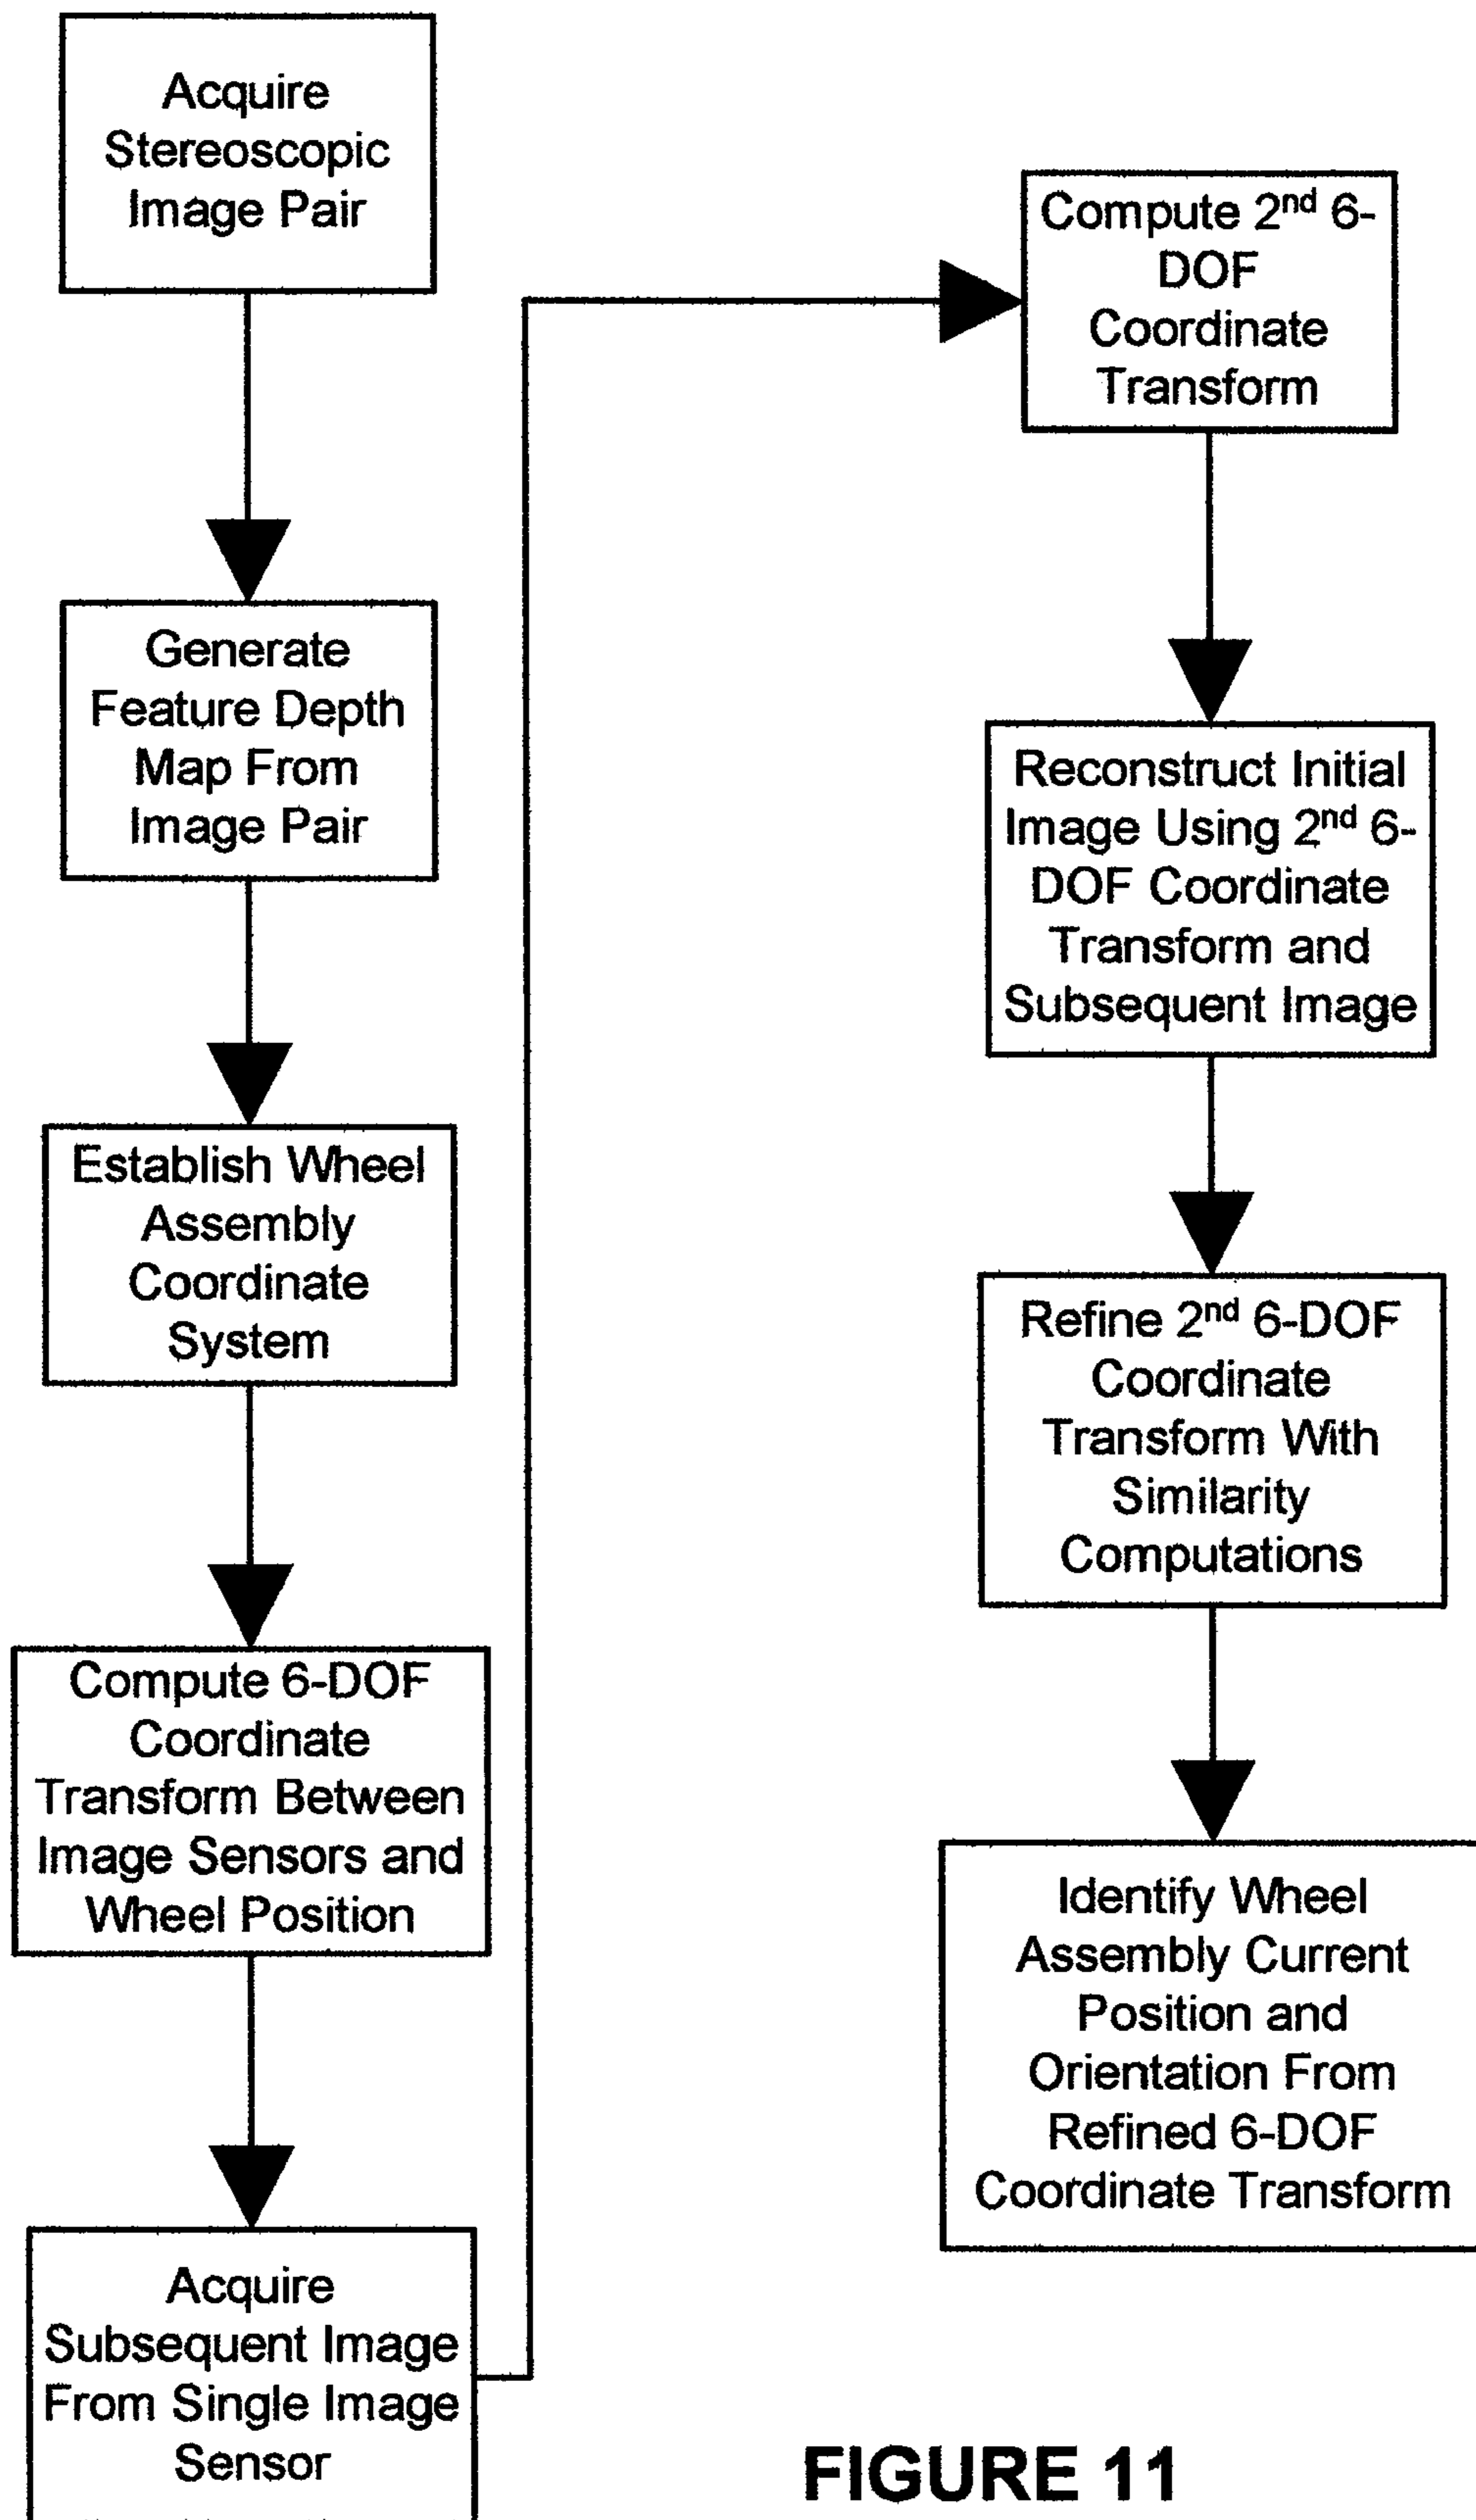 Acquire
Stereoscopic
Image Pair
Generate
Feature Depth
Map From
Image Pair
Establish Wheel
Assembly
Coordinate
System
Compute 6-DOF
Coordinate
Transform Between
Image Sensors and
Wheel Position
Acquire
Subsequent Image
From Single Image
Sensor
Compute 2nd 6-
DOF
Coordinate
Transform
Reconstruct Initial
Image Using 2nd 6-
DOF Coordinate
Transform and
Subsequent Image
Refine 2nd 6-DOF
Coordinate
Transform With
Similarity
Computations
Identify Wheel
Assembly Current
Position and
Orientation From
Refined 6-DOF
Coordinate Transform
FIGURE 11